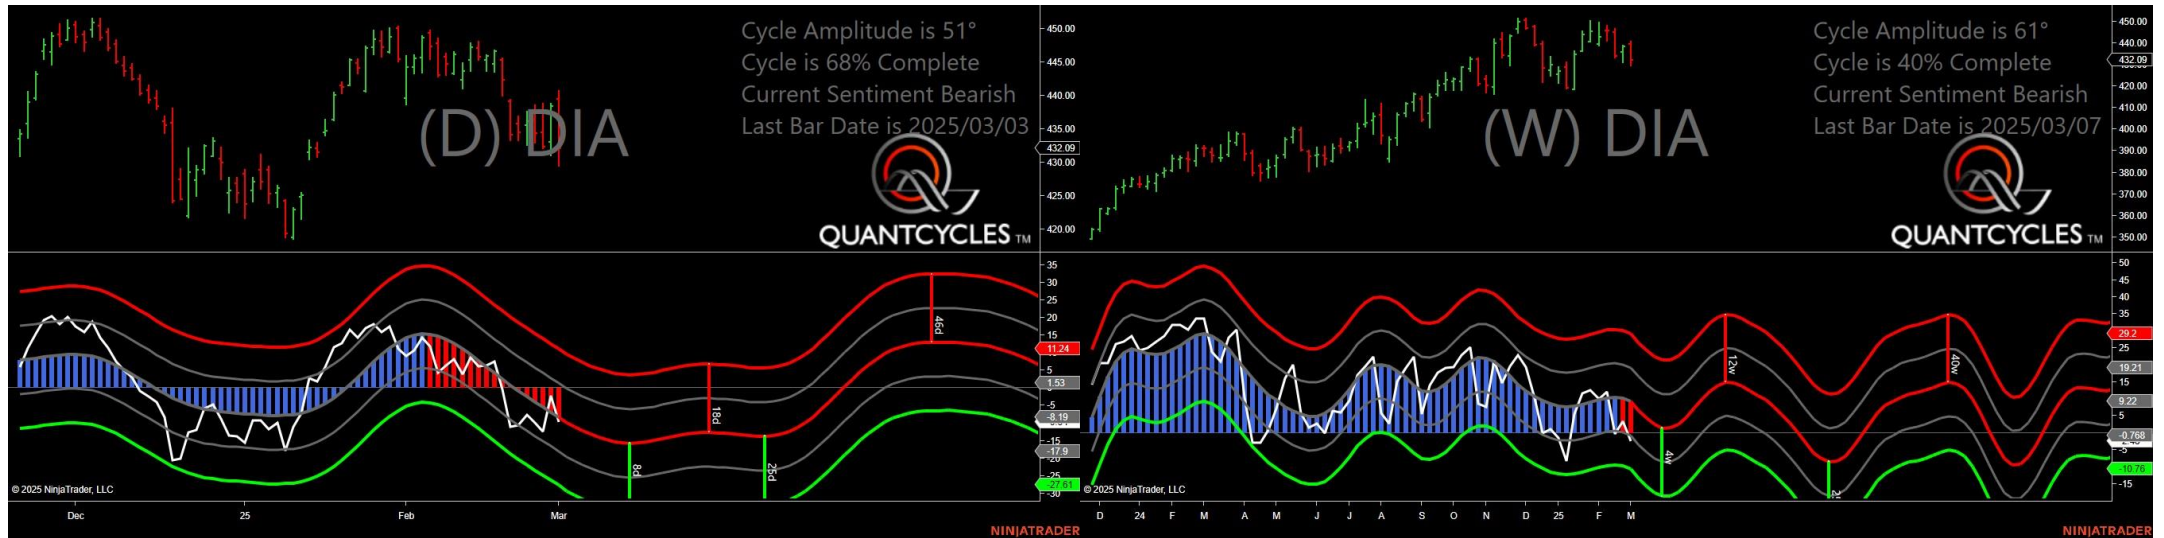 Cycle Amplitude is 51°
Cycle is 68% Complete
Current Sentiment Bearish
Last Bar Date is 2025/03/03
(D) DIA
QUANTCYCLES TM
450.00
445.00
440.00
435.00
432.09
430.00
425.00
420.00
35
30
25
20
15
11.24
5
1.53
-5
-8.19
-15
-17.9
-25
-27.61
-30
46d
18d
8d
25d
© 2025 NinjaTrader, LLC
Dec
25
Feb
Mar
NINJATRADER
Cycle Amplitude is 61°
Cycle is 40% Complete
Current Sentiment Bearish
Last Bar Date is 2025/03/07
(W) DIA
QUANTCYCLES TM
450.00
440.00
432.09
420.00
410.00
400.00
390.00
380.00
370.00
360.00
350.00
50
45
40
35
29.2
25
19.21
15
9.22
5
-0.768
-5
-10.76
-15
12w
40w
4w
© 2025 NinjaTrader, LLC
D 24 F M A M J J A S O N D 25 F M
NINJATRADER